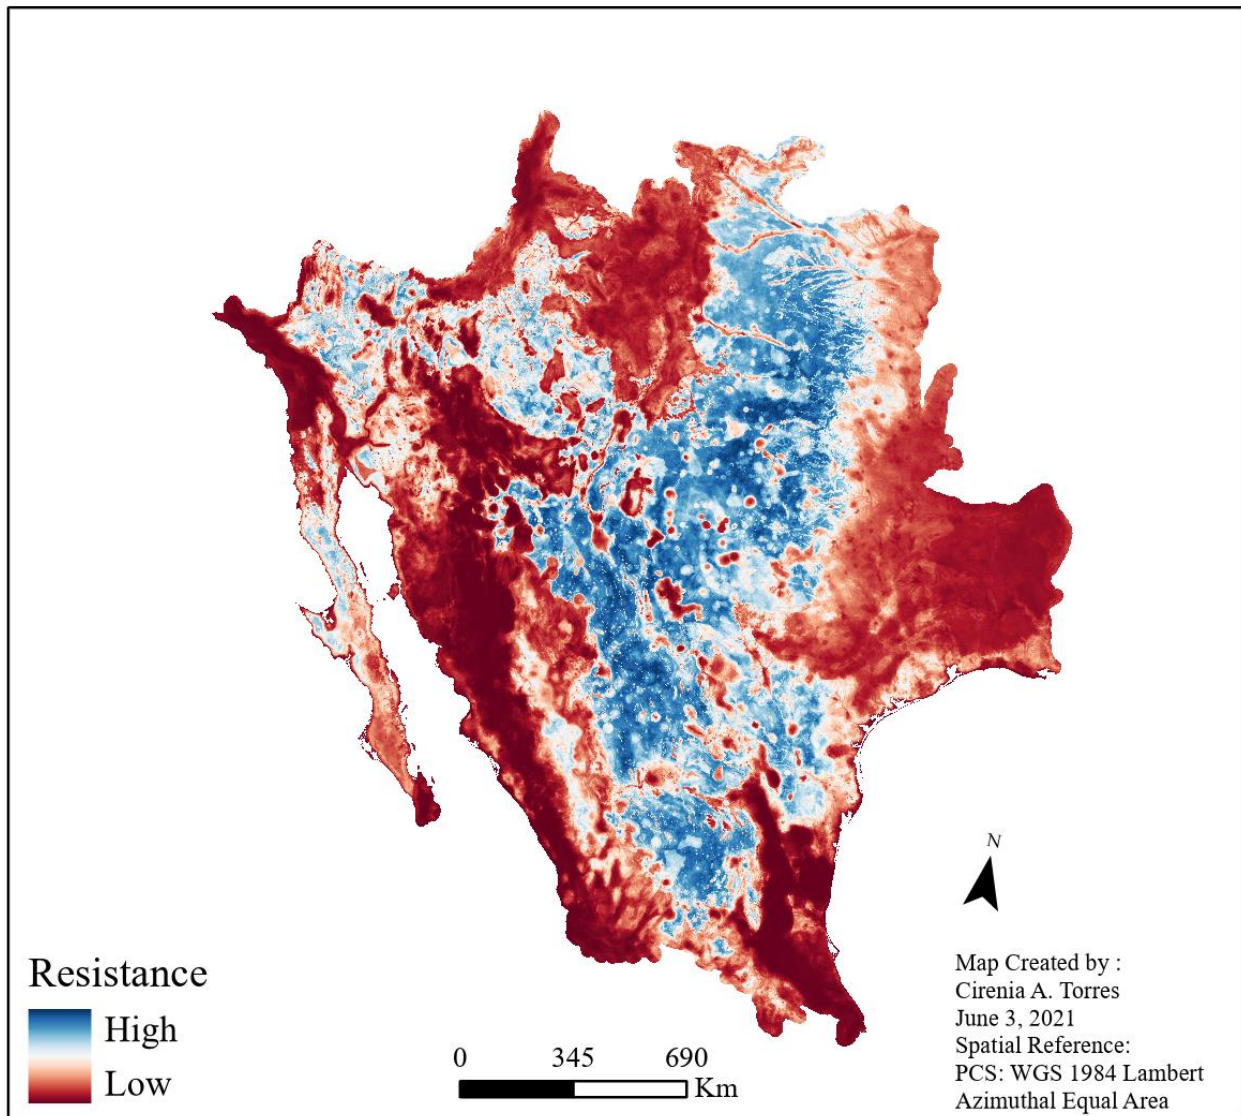 N
Resistance
High
Low
0 345 690
Km
Map Created by :
Cirenia A. Torres
June 3, 2021
Spatial Reference:
PCS: WGS 1984 Lambert
Azimuthal Equal Area